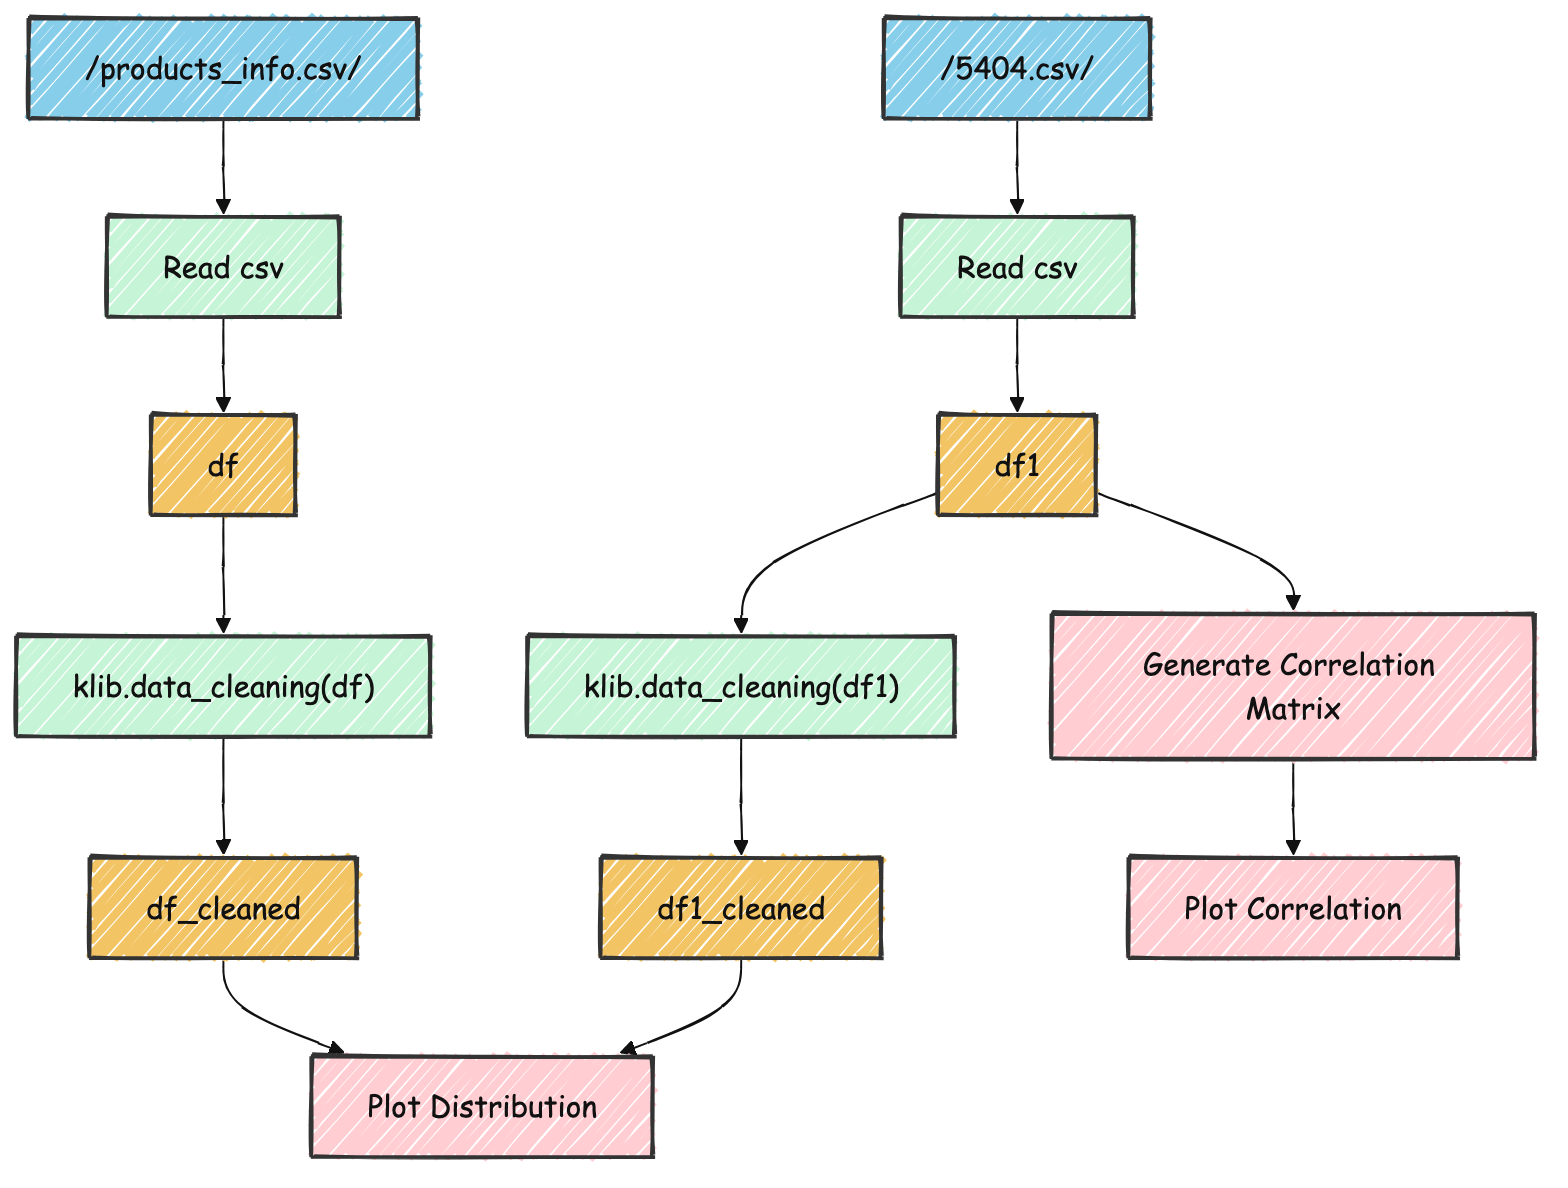 /products_info.csv/
/5404.csv/
Read csv
Read csv
df
df1
klib.data_cleaning(df)
klib.data_cleaning(df1)
Generate Correlation
Matrix
df_cleaned
df1_cleaned
Plot Correlation
Plot Distribution